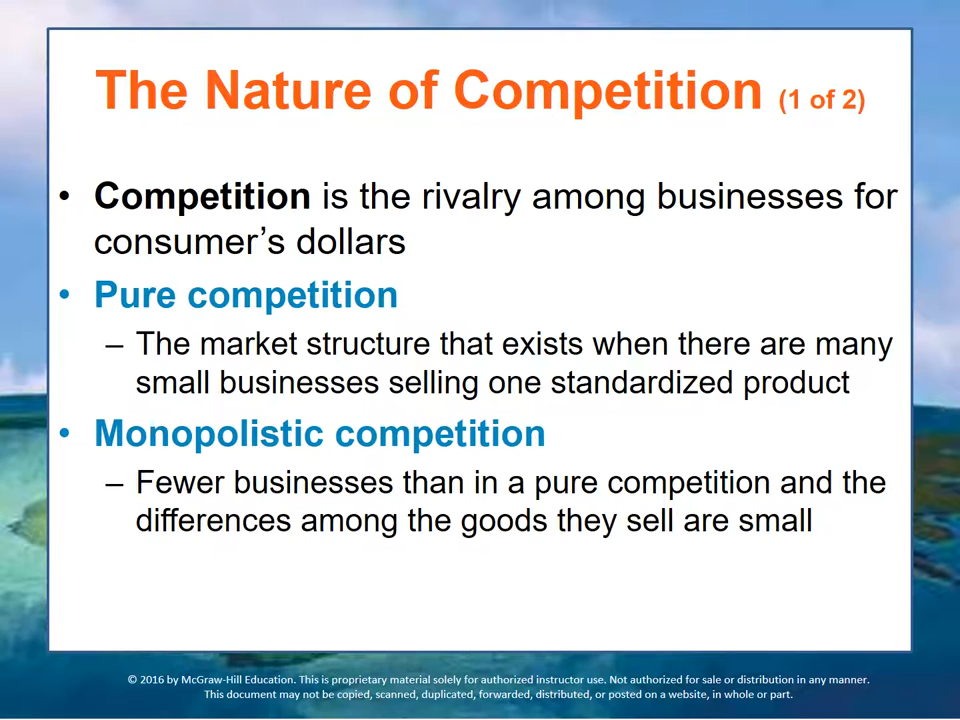 The Nature of Competition (1 of 2)
• Competition is the rivalry among businesses for
consumer’s dollars
• Pure competition
– The market structure that exists when there are many
small businesses selling one standardized product
• Monopolistic competition
– Fewer businesses than in a pure competition and the
differences among the goods they sell are small
© 2016 by McGraw-Hill Education. This is proprietary material solely for authorized instructor use. Not authorized for sale or distribution in any manner.
This document may not be copied, scanned, duplicated, forwarded, distributed, or posted on a website, in whole or part.